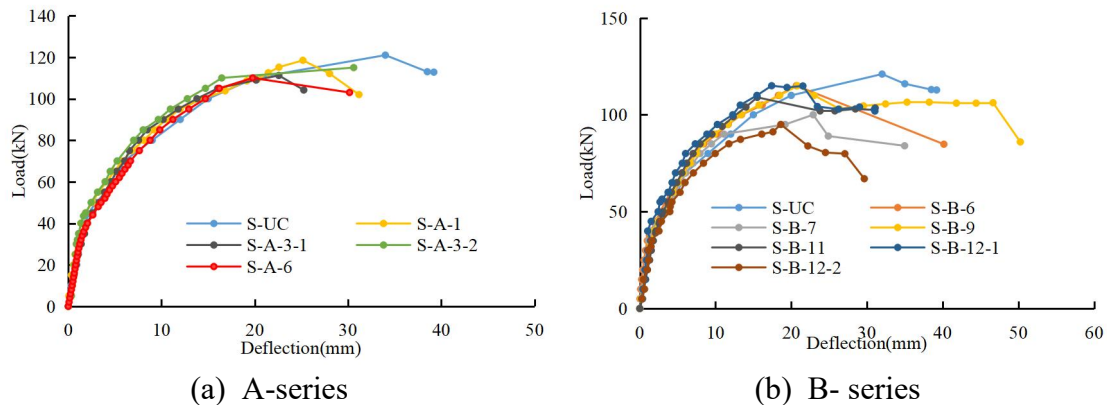 140
120
100
80
60
40
20
0
Load(kN)
S-UC
S-A-1
S-A-3-1
S-A-3-2
S-A-6
0
10
20
30
40
50
Deflection(mm)
(a) A-series
150
100
50
0
Load(kN)
S-UC
S-B-6
S-B-7
S-B-9
S-B-11
S-B-12-1
S-B-12-2
0
10
20
30
40
50
60
Deflection(mm)
(b) B- series